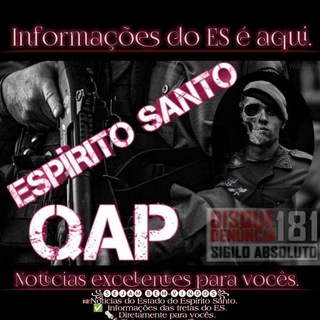 Informações do ES é aqui.
ESPÍRITO SANTO
QAP
DISQUE
DENÚNCIA 181
SIGILO ABSOLUTO
Notícias excelentes para vocês.
SEJAM BEM VINDOS
Notícias do Estado do Espírito Santo.
✅ Informações das tretas do ES.
Diretamente para vocês.